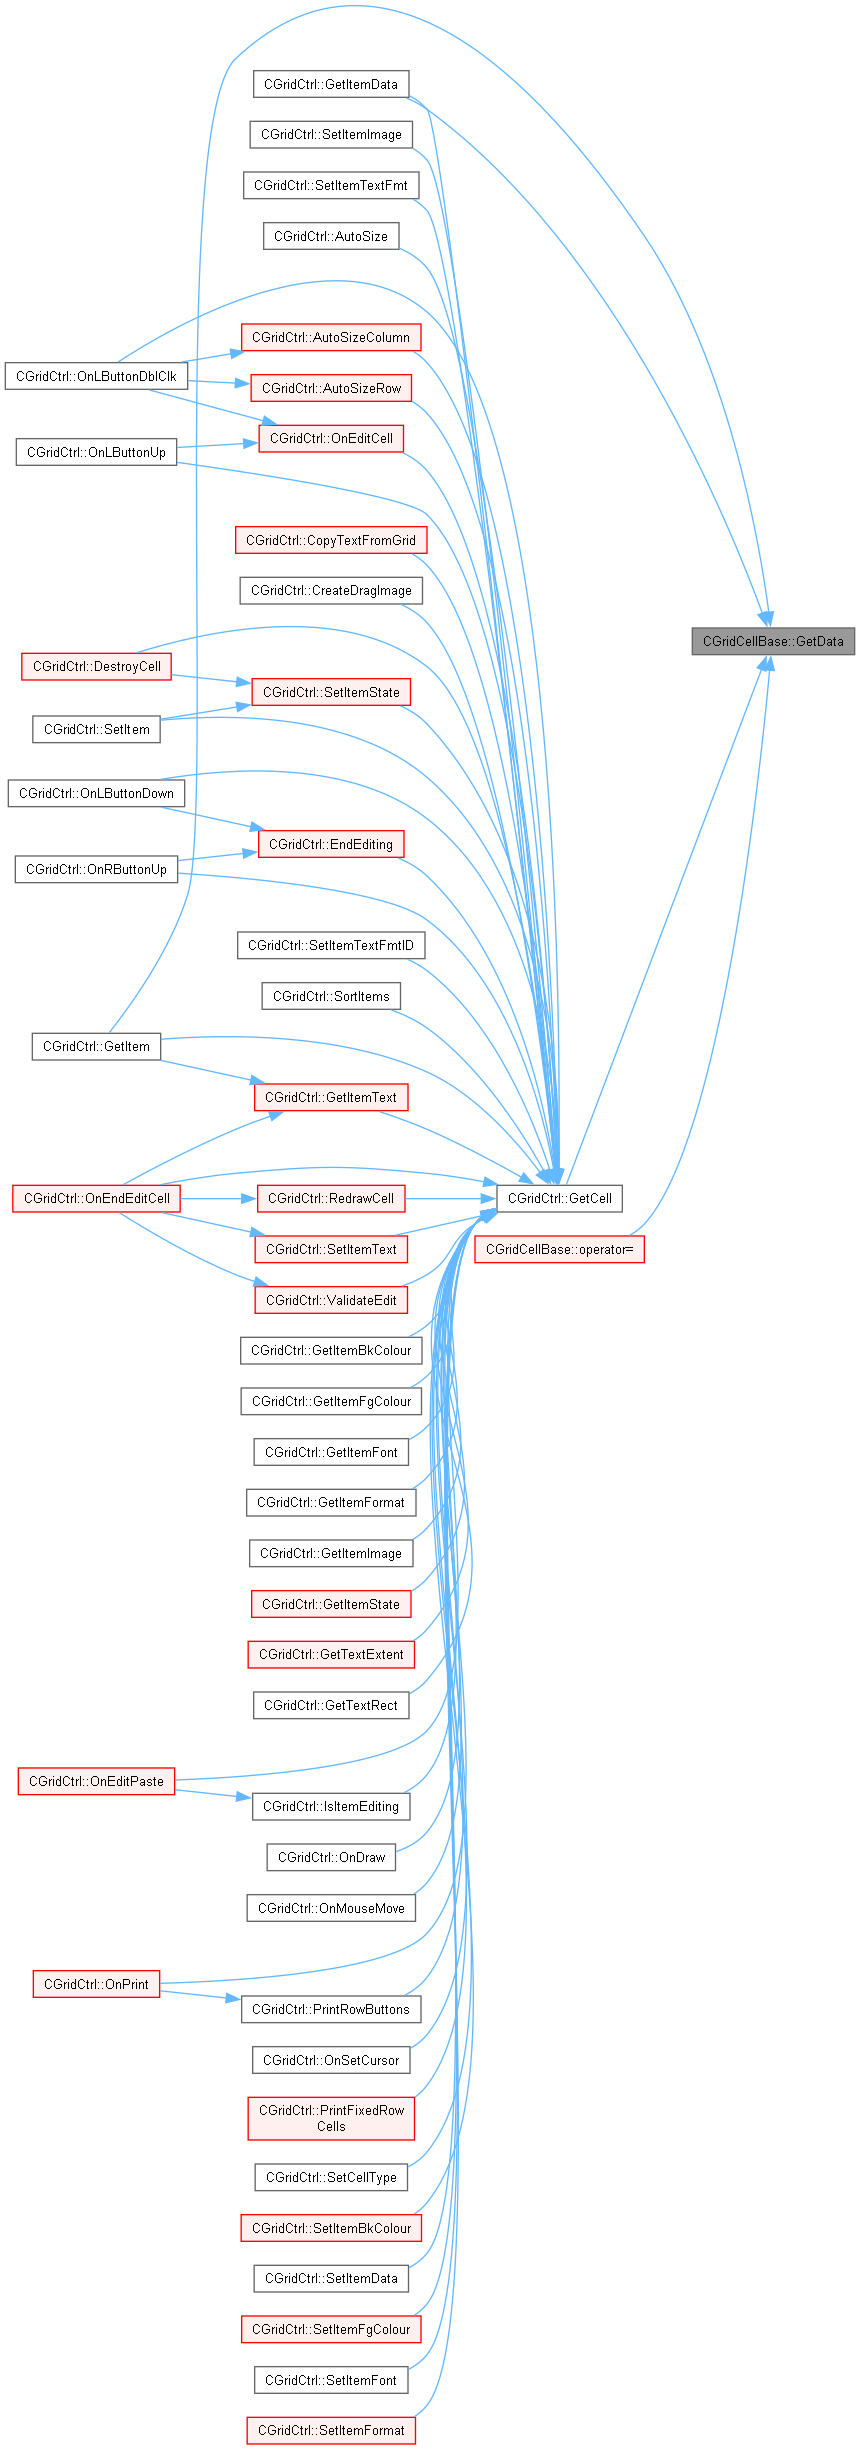 CGridCtrl::GetItemData
CGridCtrl::SetItemImage
CGridCtrl::SetItemTextFmt
CGridCtrl::AutoSize
CGridCtrl::AutoSizeColumn
CGridCtrl::OnLButtonDblClk
CGridCtrl::AutoSizeRow
CGridCtrl::OnEditCell
CGridCtrl::OnLButtonUp
CGridCtrl::CopyTextFromGrid
CGridCtrl::CreateDragImage
CGridCellBase::GetData
CGridCtrl::DestroyCell
CGridCtrl::SetItemState
CGridCtrl::SetItem
CGridCtrl::OnLButtonDown
CGridCtrl::EndEditing
CGridCtrl::OnRButtonUp
CGridCtrl::SetItemTextFmtID
CGridCtrl::SortItems
CGridCtrl::GetItem
CGridCtrl::GetItemText
CGridCtrl::OnEndEditCell
CGridCtrl::RedrawCell
CGridCtrl::GetCell
CGridCtrl::SetItemText
CGridCellBase::operator=
CGridCtrl::ValidateEdit
CGridCtrl::GetItemBkColour
CGridCtrl::GetItemFgColour
CGridCtrl::GetItemFont
CGridCtrl::GetItemFormat
CGridCtrl::GetItemImage
CGridCtrl::GetItemState
CGridCtrl::GetTextExtent
CGridCtrl::GetTextRect
CGridCtrl::OnEditPaste
CGridCtrl::IsItemEditing
CGridCtrl::OnDraw
CGridCtrl::OnMouseMove
CGridCtrl::OnPrint
CGridCtrl::PrintRowButtons
CGridCtrl::OnSetCursor
CGridCtrl::PrintFixedRow
Cells
CGridCtrl::SetCellType
CGridCtrl::SetItemBkColour
CGridCtrl::SetItemData
CGridCtrl::SetItemFgColour
CGridCtrl::SetItemFont
CGridCtrl::SetItemFormat